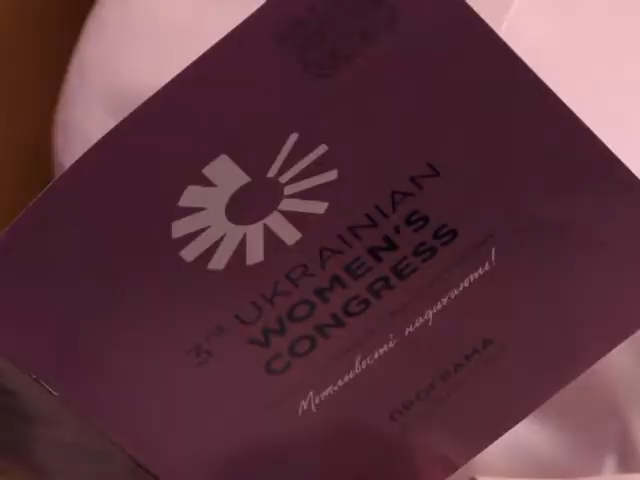 3rd UKRAINIAN
WOMEN'S
CONGRESS
Можливості надихають!
ПРОГРАМА